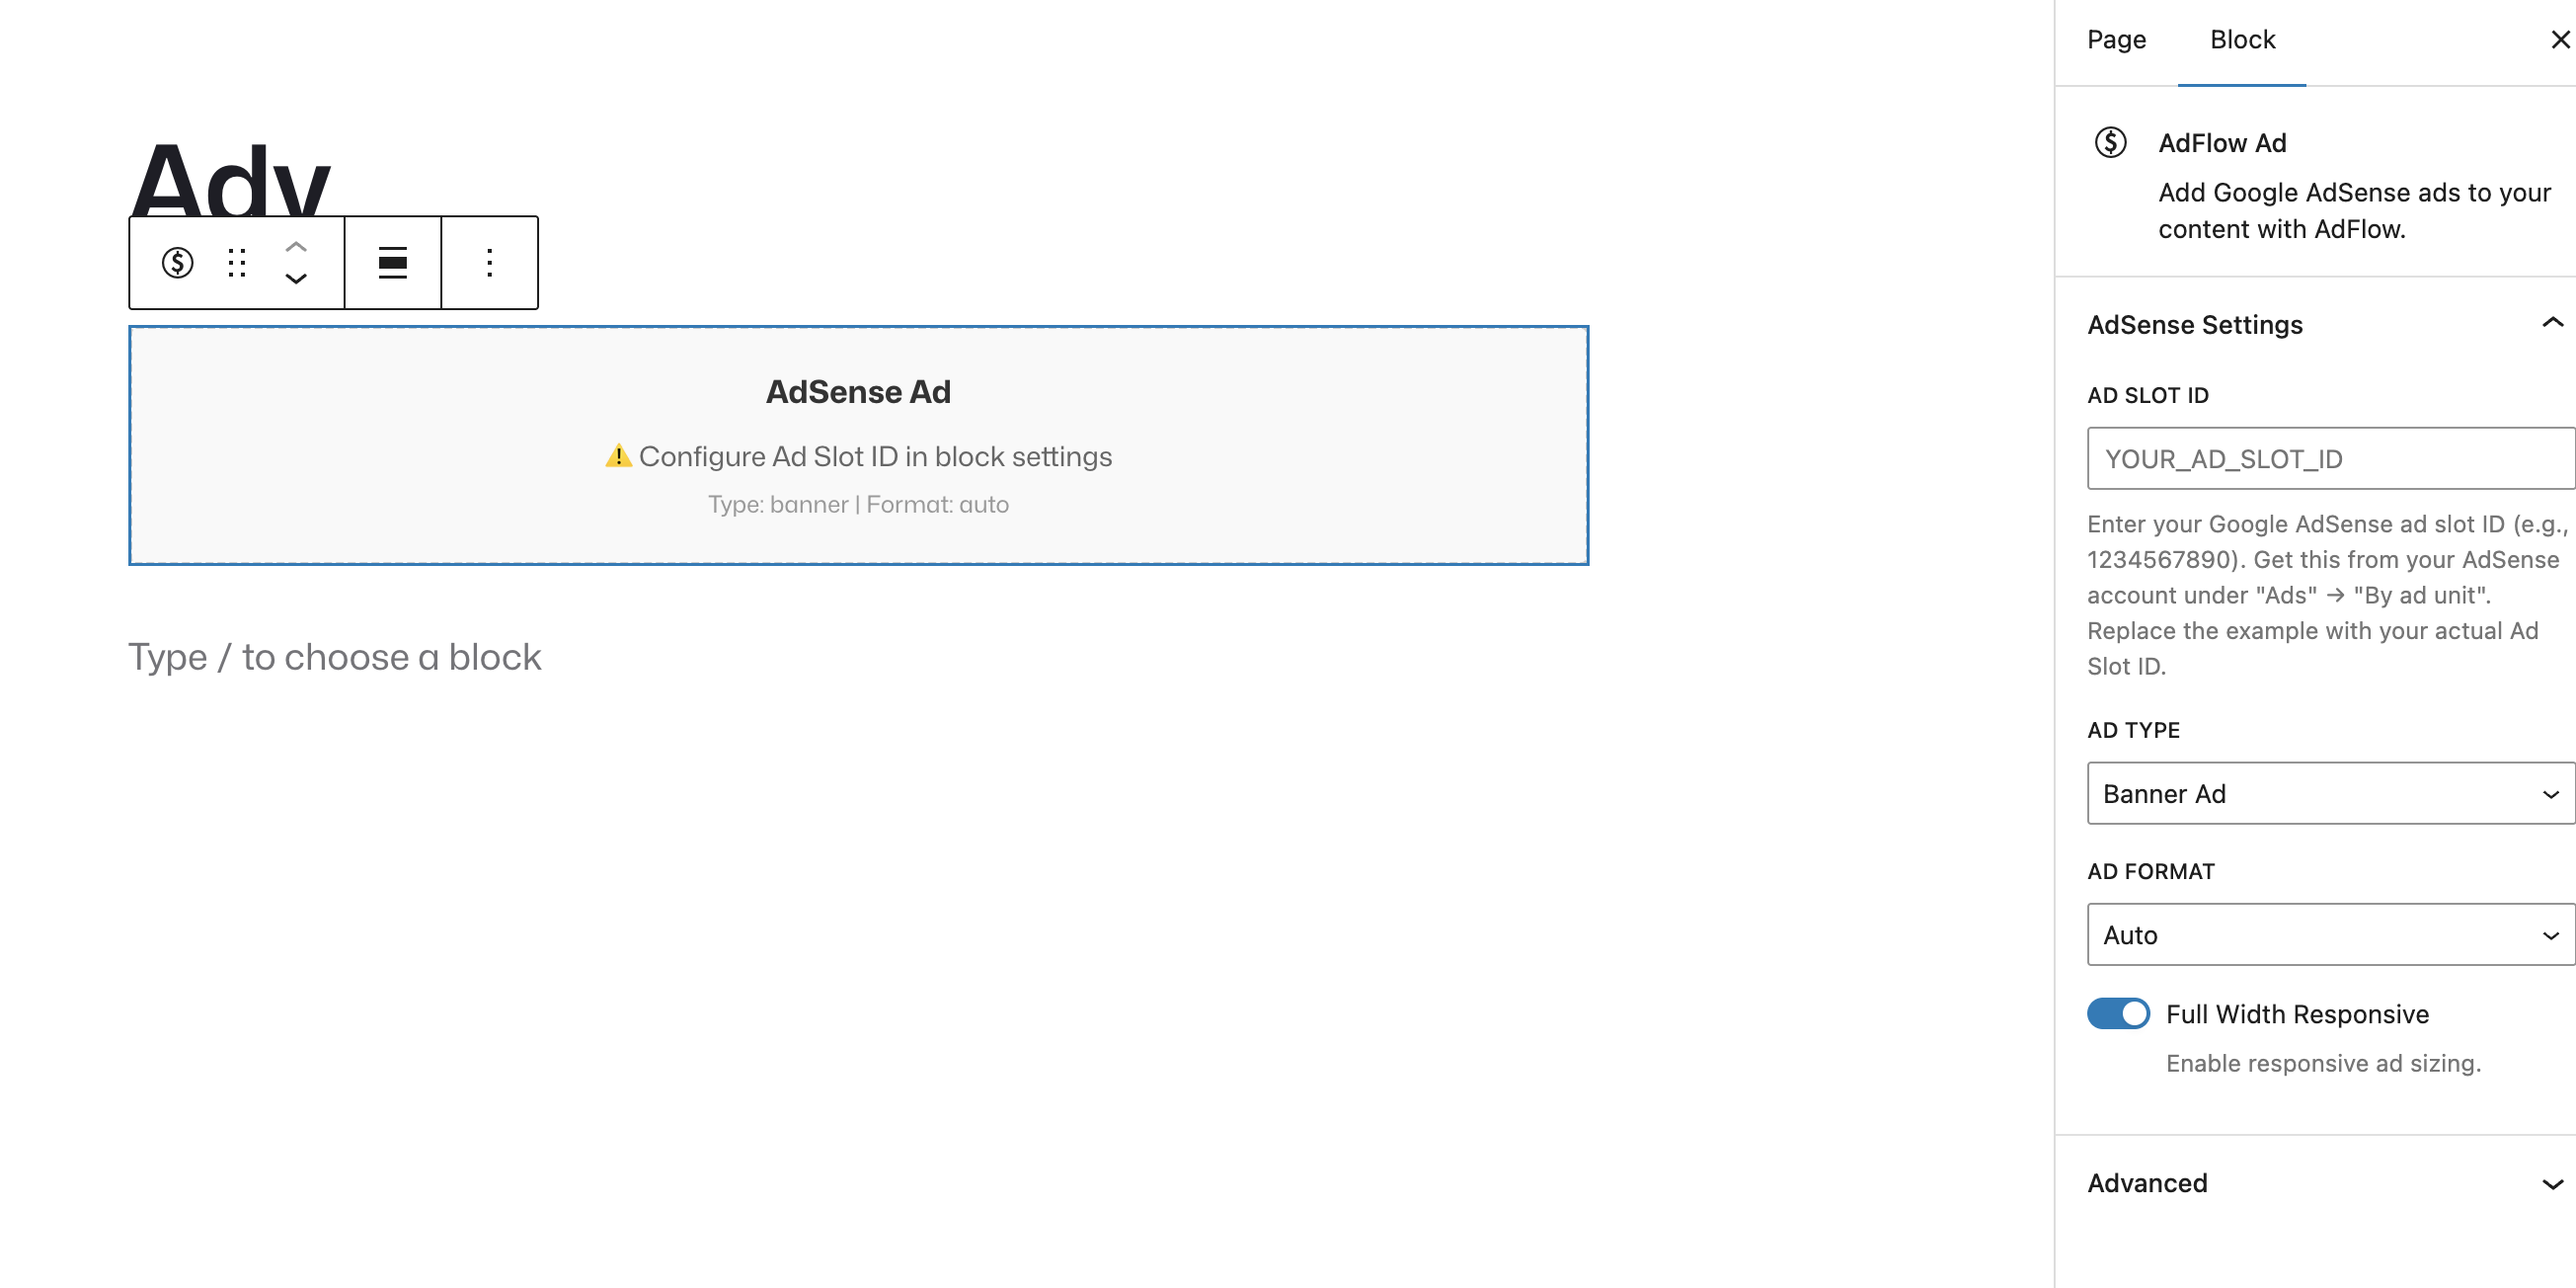 Adv
AdSense Ad
⚠️ Configure Ad Slot ID in block settings
Type: banner | Format: auto
Type / to choose a block
Page
Block
AdFlow Ad
Add Google AdSense ads to your
content with AdFlow.
AdSense Settings
AD SLOT ID
YOUR_AD_SLOT_ID
Enter your Google AdSense ad slot ID (e.g.,
1234567890). Get this from your AdSense
account under "Ads" → "By ad unit".
Replace the example with your actual Ad
Slot ID.
AD TYPE
Banner Ad
AD FORMAT
Auto
Full Width Responsive
Enable responsive ad sizing.
Advanced